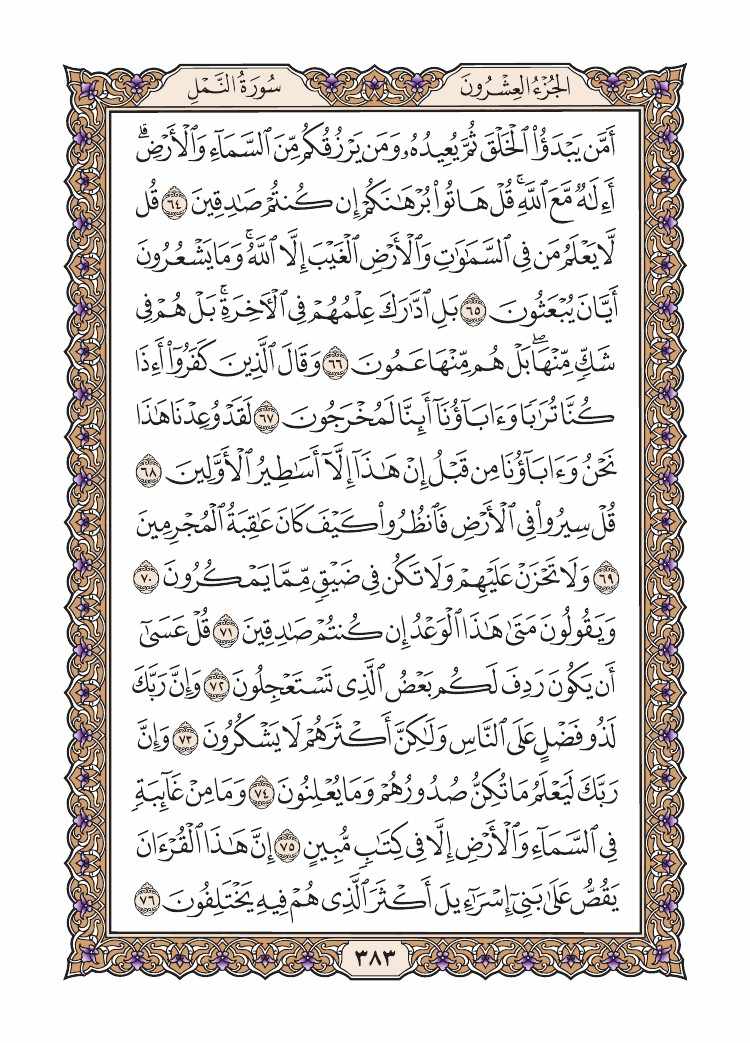 الجُزْءُ العِشْرُونَ
سُورَةُ النَّمْلِ
أَمَّن يَبْدَؤُا۟ ٱلْخَلْقَ ثُمَّ يُعِيدُهُۥ وَمَن يَرْزُقُكُم مِّنَ ٱلسَّمَآءِ وَٱلْأَرْضِ ۗ
أَءِلَٰهٌ مَّعَ ٱللَّهِ ۚ قُلْ هَاتُوا۟ بُرْهَٰنَكُمْ إِن كُنتُمْ صَٰدِقِينَ ٦٤ قُل
لَّا يَعْلَمُ مَن فِى ٱلسَّمَٰوَٰتِ وَٱلْأَرْضِ ٱلْغَيْبَ إِلَّا ٱللَّهُ ۚ وَمَا يَشْعُرُونَ
أَيَّانَ يُبْعَثُونَ ٦٥ بَلِ ٱدَّٰرَكَ عِلْمُهُمْ فِى ٱلْءَاخِرَةِ ۚ بَلْ هُمْ فِى
شَكٍّ مِّنْهَا ۖ بَلْ هُم مِّنْهَا عَمُونَ ٦٦ وَقَالَ ٱلَّذِينَ كَفَرُوٓا۟ أَءِذَا
كُنَّا تُرَٰبًا وَءَابَآؤُنَآ أَئِنَّا لَمُخْرَجُونَ ٦٧ لَقَدْ وُعِدْنَا هَٰذَا
نَحْنُ وَءَابَآؤُنَا مِن قَبْلُ إِنْ هَٰذَآ إِلَّآ أَسَٰطِيرُ ٱلْأَوَّلِينَ ٦٨
قُلْ سِيرُوا۟ فِى ٱلْأَرْضِ فَٱنظُرُوا۟ كَيْفَ كَانَ عَٰقِبَةُ ٱلْمُجْرِمِينَ
٦٩ وَلَا تَحْزَنْ عَلَيْهِمْ وَلَا تَكُن فِى ضَيْقٍ مِّمَّا يَمْكُرُونَ ٧٠
وَيَقُولُونَ مَتَىٰ هَٰذَا ٱلْوَعْدُ إِن كُنتُمْ صَٰدِقِينَ ٧١ قُلْ عَسَىٰٓ
أَن يَكُونَ رَدِفَ لَكُم بَعْضُ ٱلَّذِى تَسْتَعْجِلُونَ ٧٢ وَإِنَّ رَبَّكَ
لَذُو فَضْلٍ عَلَى ٱلنَّاسِ وَلَٰكِنَّ أَكْثَرَهُمْ لَا يَشْكُرُونَ ٧٣ وَإِنَّ
رَبَّكَ لَيَعْلَمُ مَا تُكِنُّ صُدُورُهُمْ وَمَا يُعْلِنُونَ ٧٤ وَمَا مِنْ غَآئِبَةٍ
فِى ٱلسَّمَآءِ وَٱلْأَرْضِ إِلَّا فِى كِتَٰبٍ مُّبِينٍ ٧٥ إِنَّ هَٰذَا ٱلْقُرْءَانَ
يَقُصُّ عَلَىٰ بَنِىٓ إِسْرَٰٓءِيلَ أَكْثَرَ ٱلَّذِى هُمْ فِيهِ يَخْتَلِفُونَ ٧٦
٣٨٣